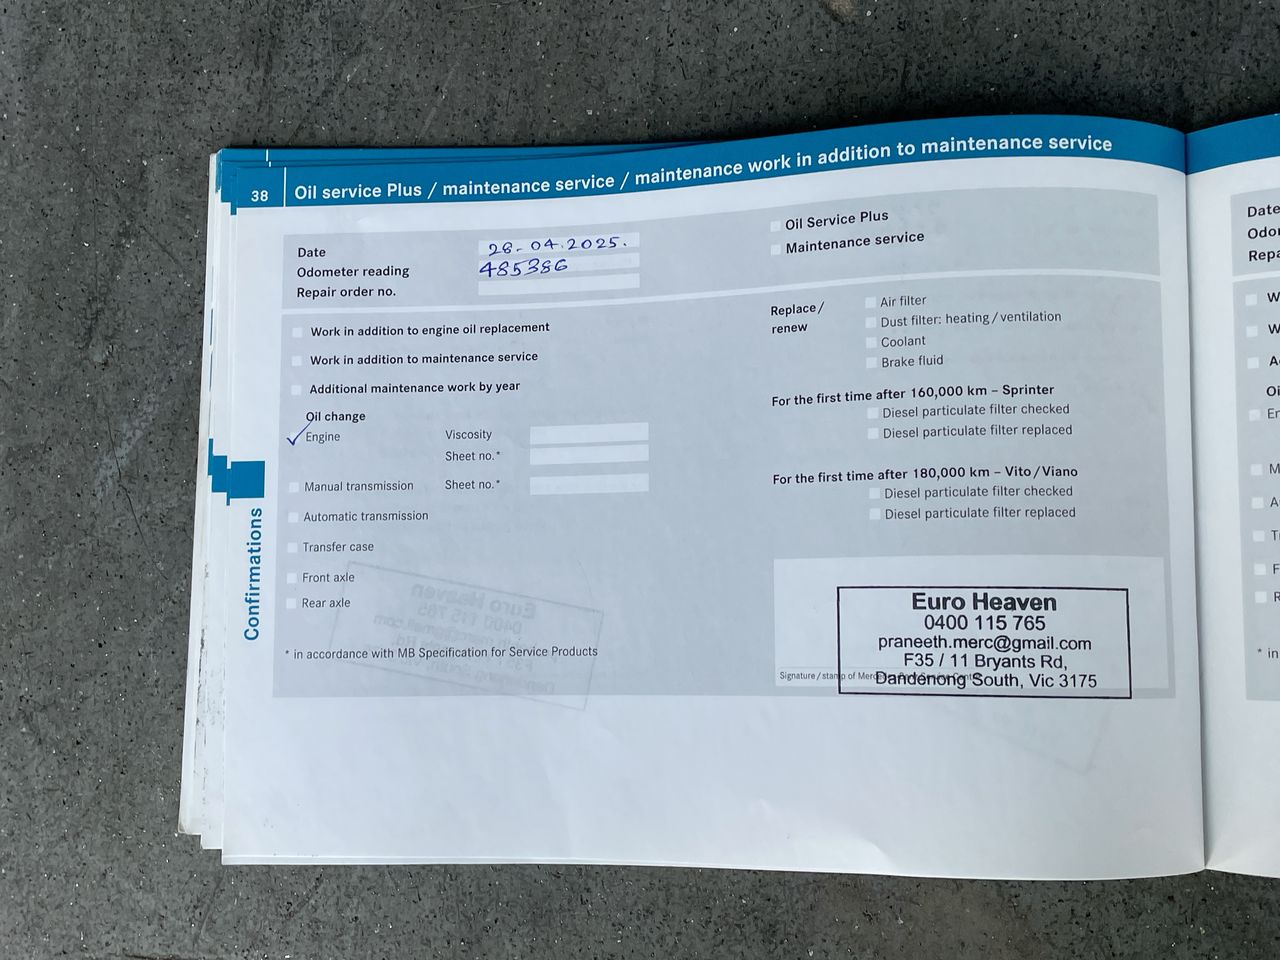 38 Oil service Plus / maintenance service / maintenance work in addition to maintenance service
Date 28-04.2025.
Odometer reading 485386
Repair order no.
Oil Service Plus
Maintenance service
Work in addition to engine oil replacement
Work in addition to maintenance service
Additional maintenance work by year
Oil change
Engine Viscosity
Sheet no.*
Manual transmission Sheet no.*
Automatic transmission
Transfer case
Front axle
Rear axle
* in accordance with MB Specification for Service Products
Replace/
renew
Air filter
Dust filter: heating/ventilation
Coolant
Brake fluid
For the first time after 160,000 km – Sprinter
Diesel particulate filter checked
Diesel particulate filter replaced
For the first time after 180,000 km – Vito/Viano
Diesel particulate filter checked
Diesel particulate filter replaced
Euro Heaven
0400 115 765
praneeth.merc@gmail.com
F35 / 11 Bryants Rd,
Dandenong South, Vic 3175
Signature/stamp of
Confirmations
Date